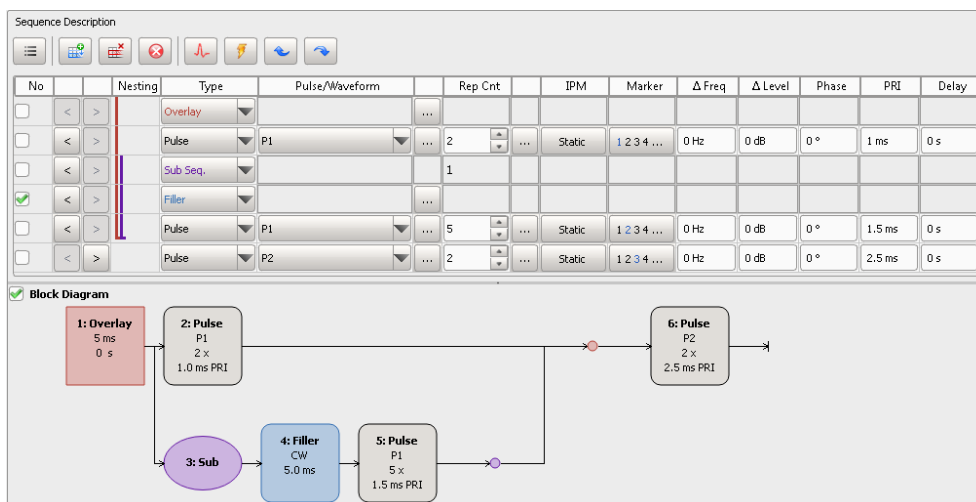 Sequence Description
No Nesting Type Pulse/Waveform Rep Cnt IPM Marker Δ Freq Δ Level Phase PRI Delay
< > Overlay ...
< > Pulse P1 ... 2 ... Static 1 2 3 4 ... 0 Hz 0 dB 0 ° 1 ms 0 s
< > Sub Seq. 1
< > Filler ...
< > Pulse P1 ... 5 ... Static 1 2 3 4 ... 0 Hz 0 dB 0 ° 1.5 ms 0 s
< > Pulse P2 ... 2 ... Static 1 2 3 4 ... 0 Hz 0 dB 0 ° 2.5 ms 0 s
Block Diagram
1: Overlay
5 ms
0 s
2: Pulse
P1
2 x
1.0 ms PRI
6: Pulse
P2
2 x
2.5 ms PRI
3: Sub
4: Filler
CW
5.0 ms
5: Pulse
P1
5 x
1.5 ms PRI